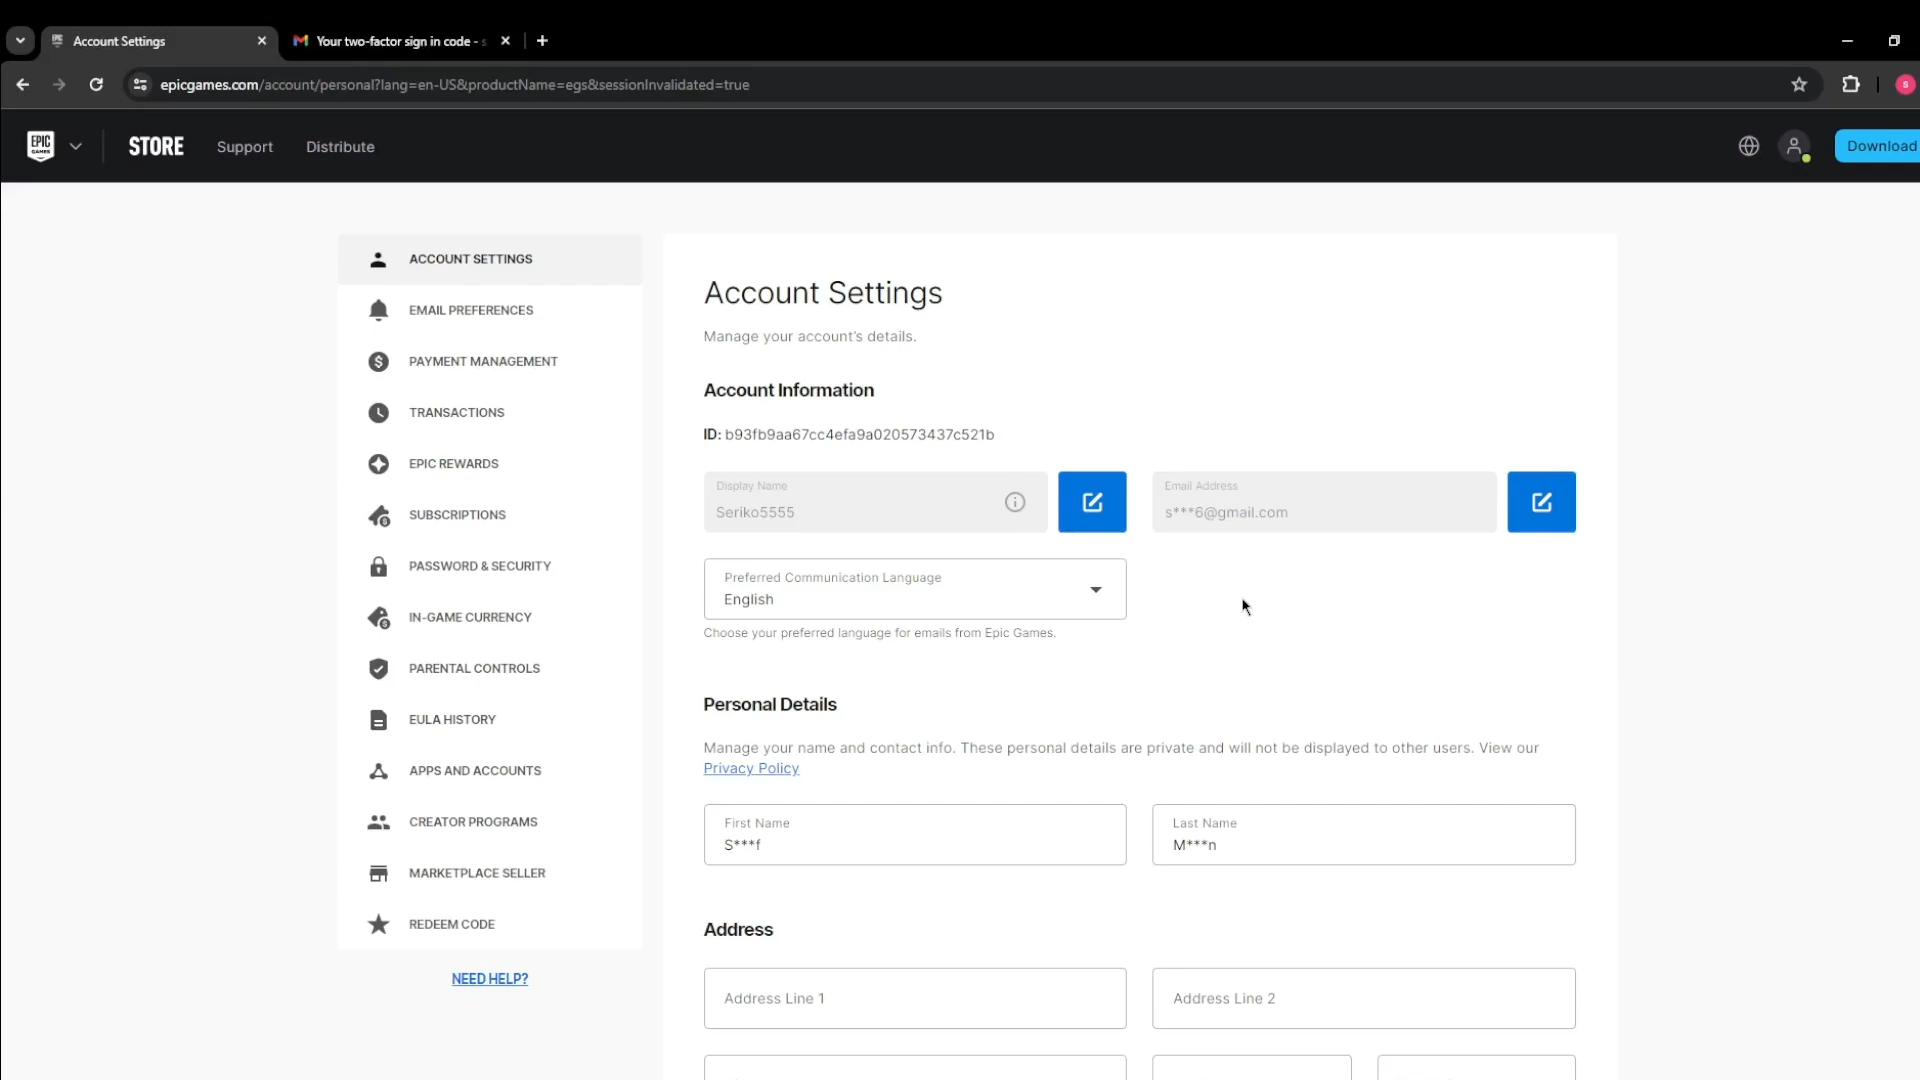 Account Settings
Your two-factor sign in code - s
epicgames.com/account/personal?lang=en-US&productName=egs&sessionInvalidated=true
S
EPIC
GAMES
STORE
Support
Distribute
Download
ACCOUNT SETTINGS
EMAIL PREFERENCES
PAYMENT MANAGEMENT
TRANSACTIONS
EPIC REWARDS
SUBSCRIPTIONS
PASSWORD & SECURITY
IN-GAME CURRENCY
PARENTAL CONTROLS
EULA HISTORY
APPS AND ACCOUNTS
CREATOR PROGRAMS
MARKETPLACE SELLER
REDEEM CODE
NEED HELP?
Account Settings
Manage your account's details.
Account Information
ID: b93fb9aa67cc4efa9a020573437c521b
Display Name
Seriko5555
Email Address
s***6@gmail.com
Preferred Communication Language
English
Choose your preferred language for emails from Epic Games.
Personal Details
Manage your name and contact info. These personal details are private and will not be displayed to other users. View our
Privacy Policy
First Name
S***f
Last Name
M***n
Address
Address Line 1
Address Line 2